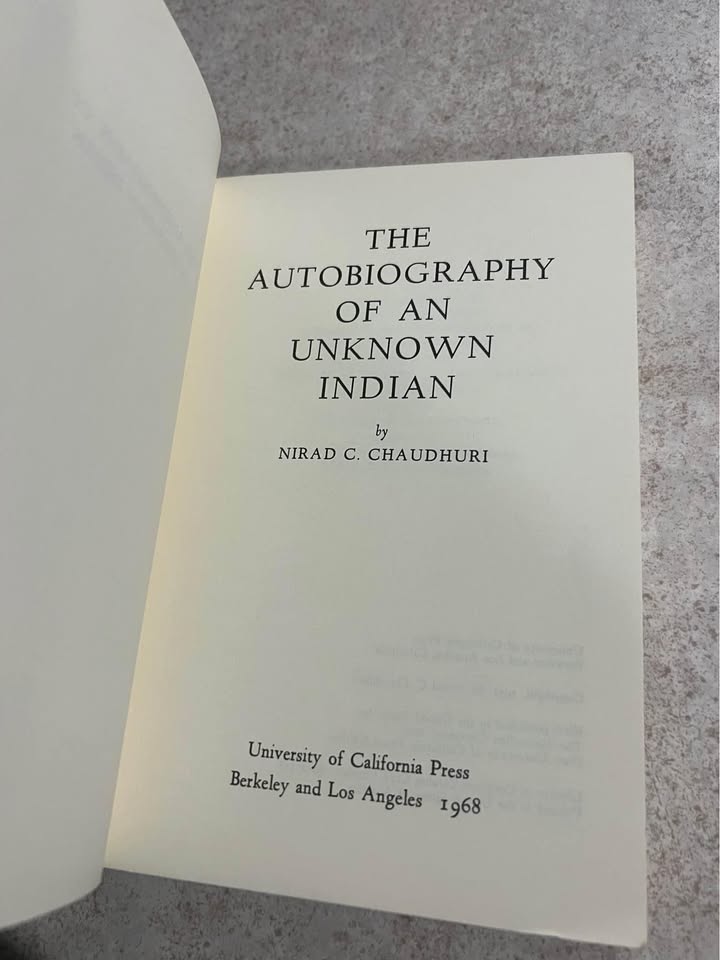 THE
AUTOBIOGRAPHY
OF AN
UNKNOWN
INDIAN
by
NIRAD C. CHAUDHURI
University of California Press
Berkeley and Los Angeles 1968